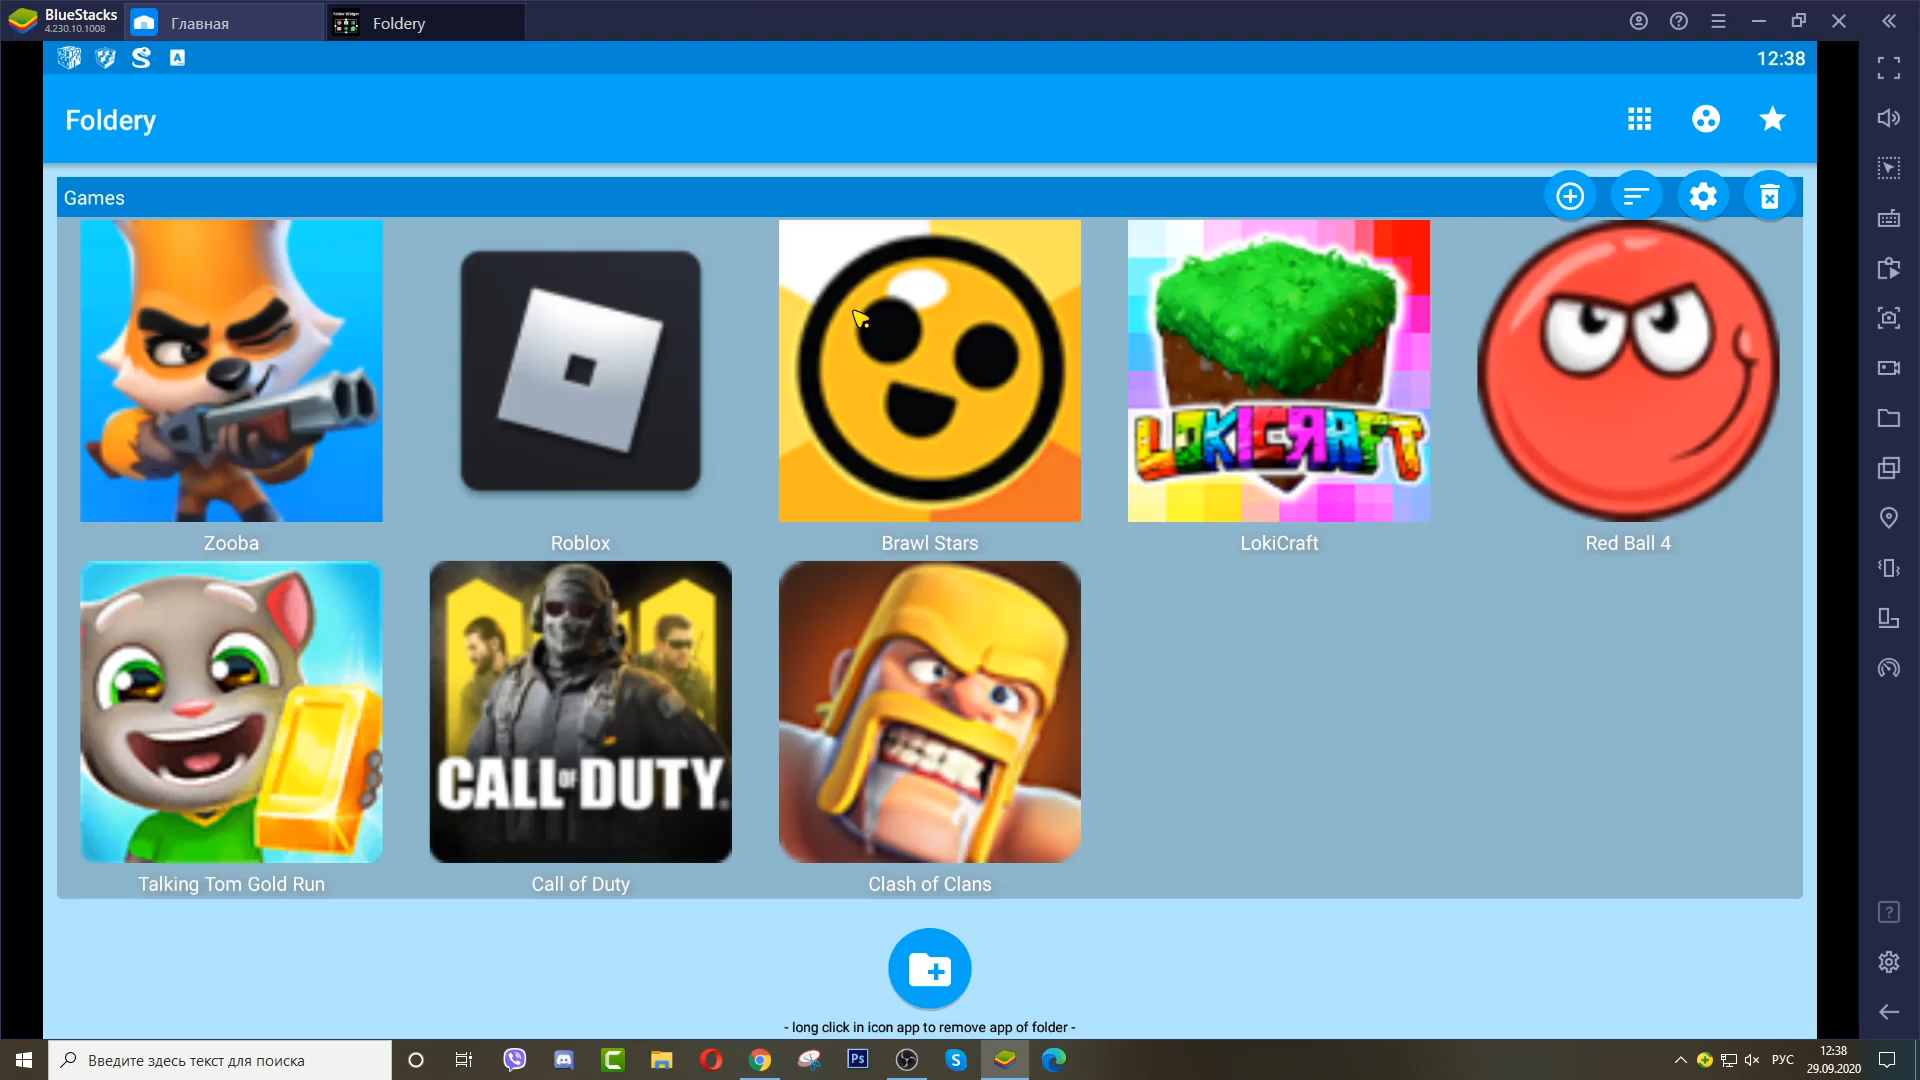 BlueStacks
4.230.10.1008
Главная
Foldery
12:38
Foldery
Games
LOKICRAFT
Zooba
Roblox
Brawl Stars
LokiCraft
Red Ball 4
CALL OF DUTY
Talking Tom Gold Run
Call of Duty
Clash of Clans
- long click in icon app to remove app of folder -
Введите здесь текст для поиска
Ps
РУС
12:38
29.09.2020